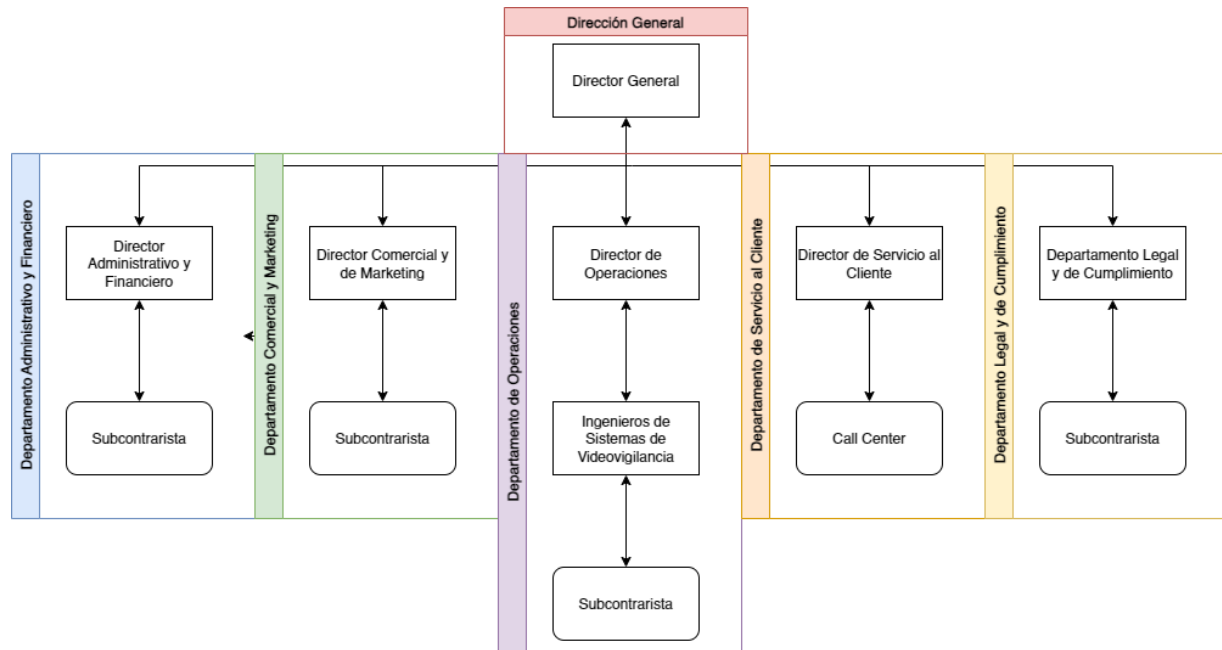 Dirección General
Director General
Departamento Administrativo y Financiero
Director
Administrativo y
Financiero
Subcontrarista
Departamento Comercial y Marketing
Director Comercial y
de Marketing
Subcontrarista
Departamento de Operaciones
Director de
Operaciones
Ingenieros de
Sistemas de
Videovigilancia
Subcontrarista
Departamento de Servicio al Cliente
Director de Servicio al
Cliente
Call Center
Departamento Legal y de Cumplimiento
Departamento Legal
y de Cumplimiento
Subcontrarista